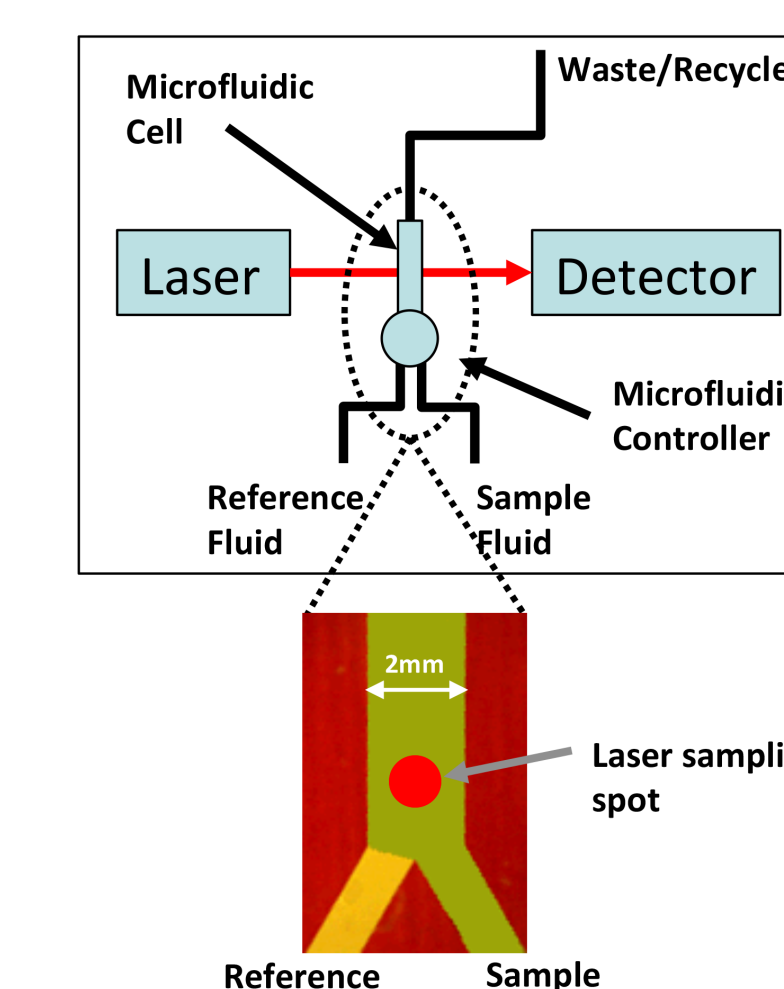 Microfluidic
Cell
Waste/Recycle
Laser
Detector
Microfluidi
Controller
Reference
Fluid
Sample
Fluid
2mm
Laser sampli
spot
Reference
Sample